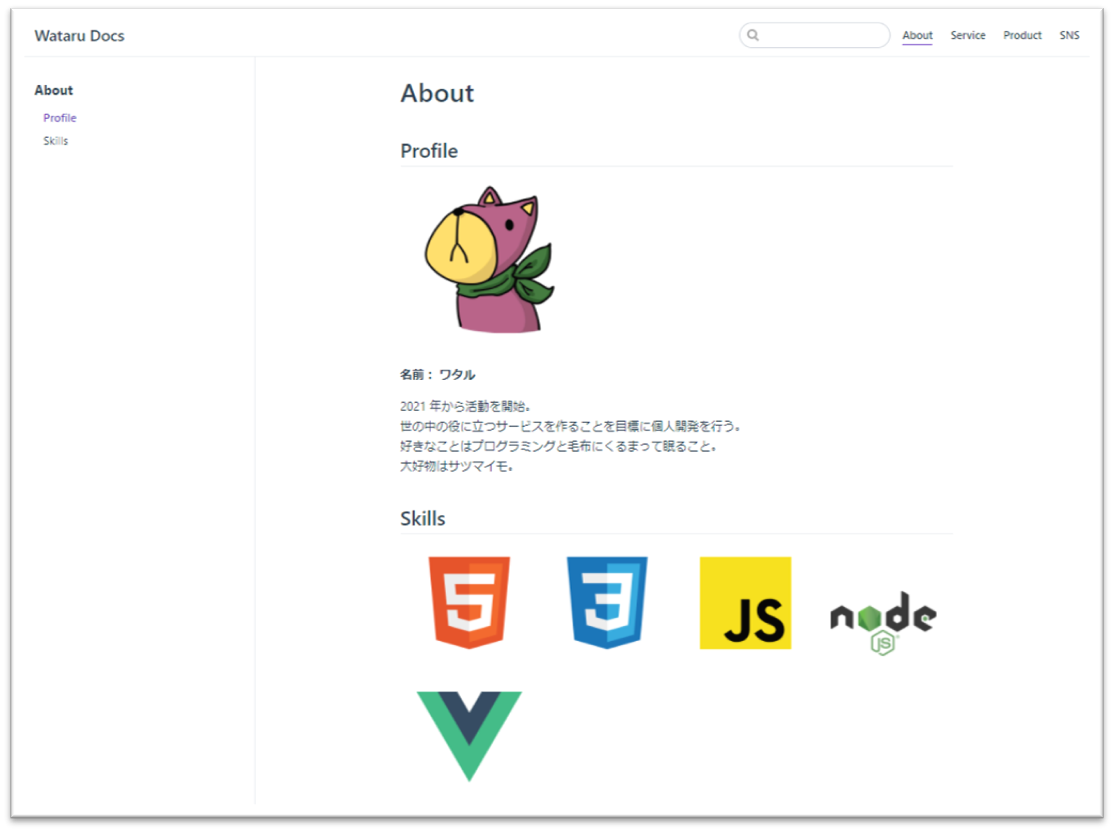 Wataru Docs
About
Service
Product
SNS
About
Profile
Skills
About
Profile
名前： ワタル
2021 年から活動を開始。
世の中の役に立つサービスを作ることを目標に個人開発を行う。
好きなことはプログラミングと毛布にくるまって眠ること。
大好物はサツマイモ。
Skills
5
3
JS
node
JS